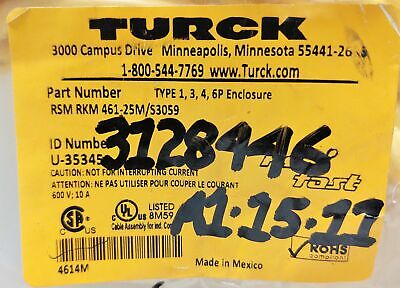 TURCK
3000 Campus Drive Minneapolis, Minnesota 55441-26
1-800-544-7769 www.Turck.com
Part Number TYPE 1, 3, 4, 6P Enclosure
RSM RKM 461-25M/S3059
3128446
ID Number
U-35345
CAUTION: NOT FOR INTERRUPTING CURRENT
ATTENTION: NE PAS UTILISER POUR COUPER LE COURANT
600 V; 10 A
fast
A1-15-11
LISTED
8M59
Cable Assembly for Ind. Con
RoHS
compliant
4614M
Made in Mexico